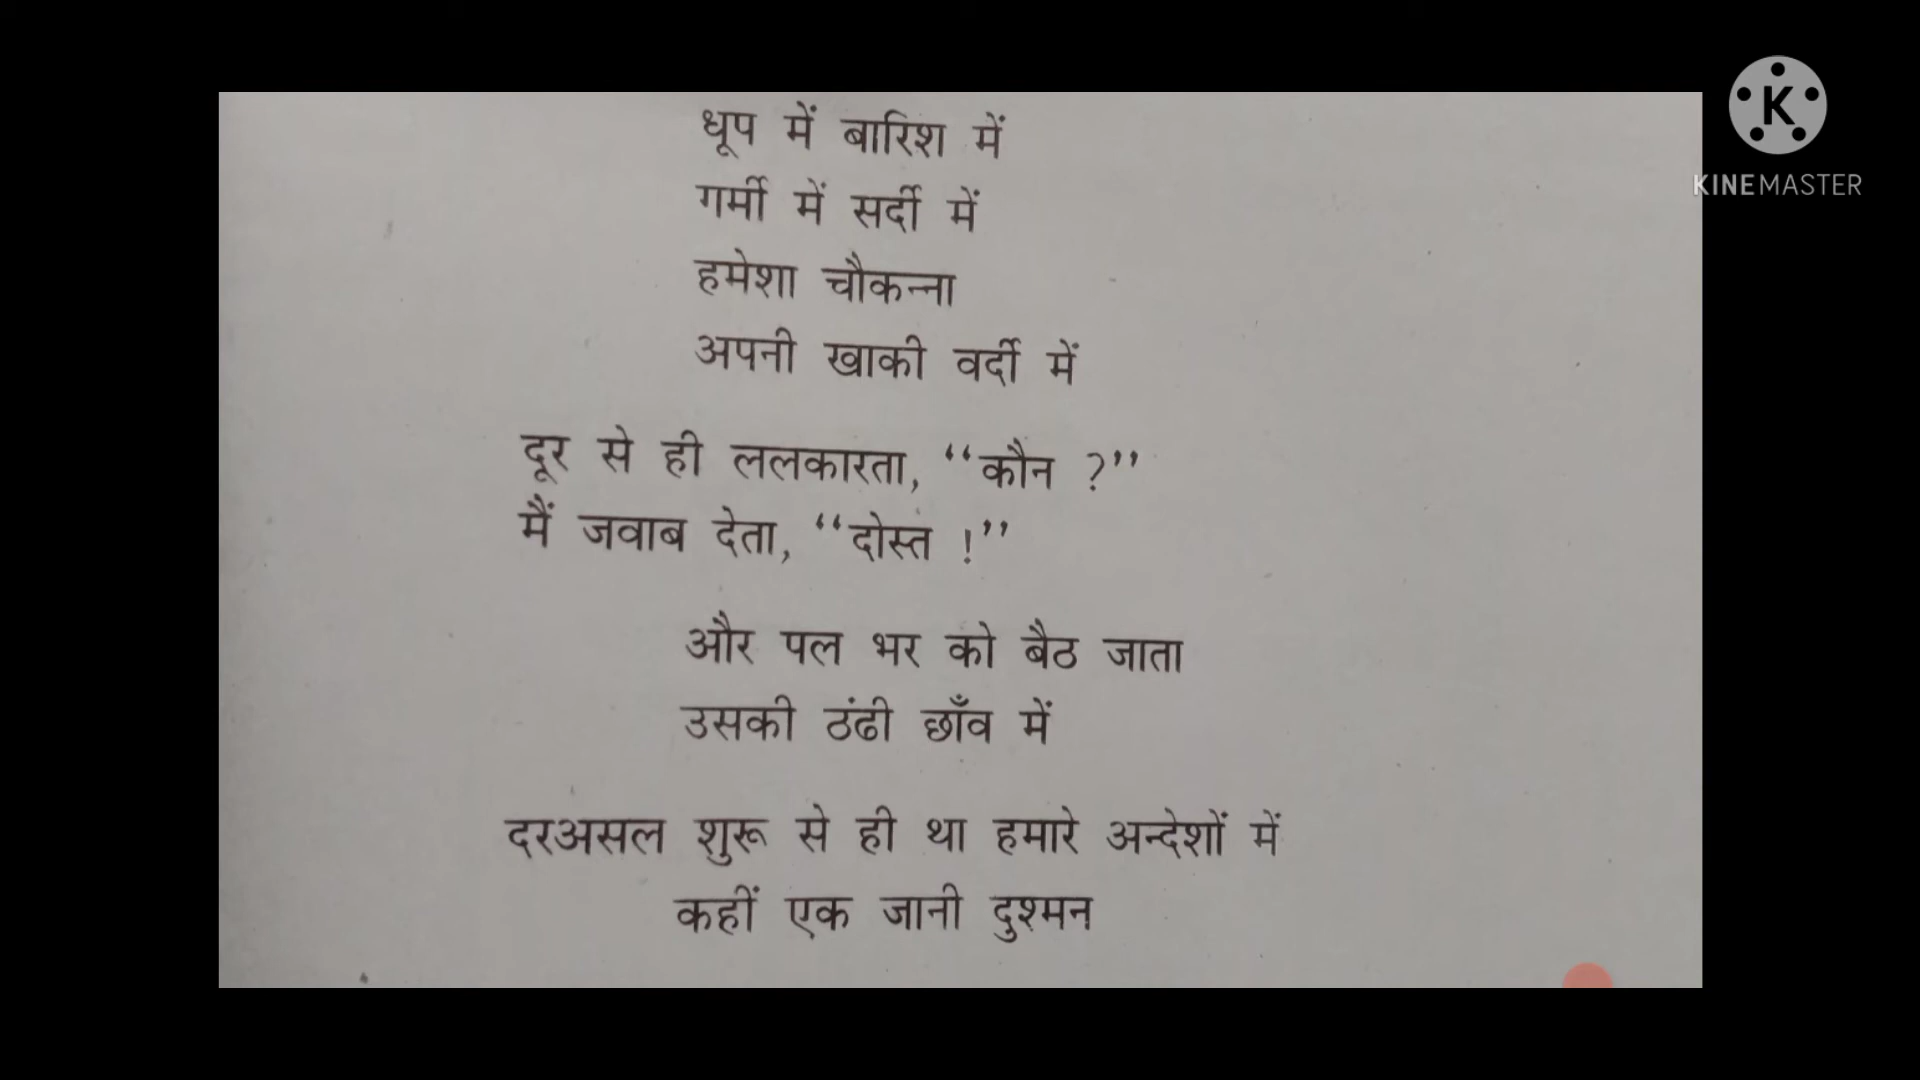 धूप में बारिश में
गर्मी में सर्दी में
हमेशा चौकन्ना
अपनी खाकी वर्दी में
दूर से ही ललकारता, “कौन ?”
मैं जवाब देता, “दोस्त !”
और पल भर को बैठ जाता
उसकी ठंढी छाँव में
दरअसल शुरू से ही था हमारे अन्देशों में
कहीं एक जानी दुश्मन
K
KINEMASTER